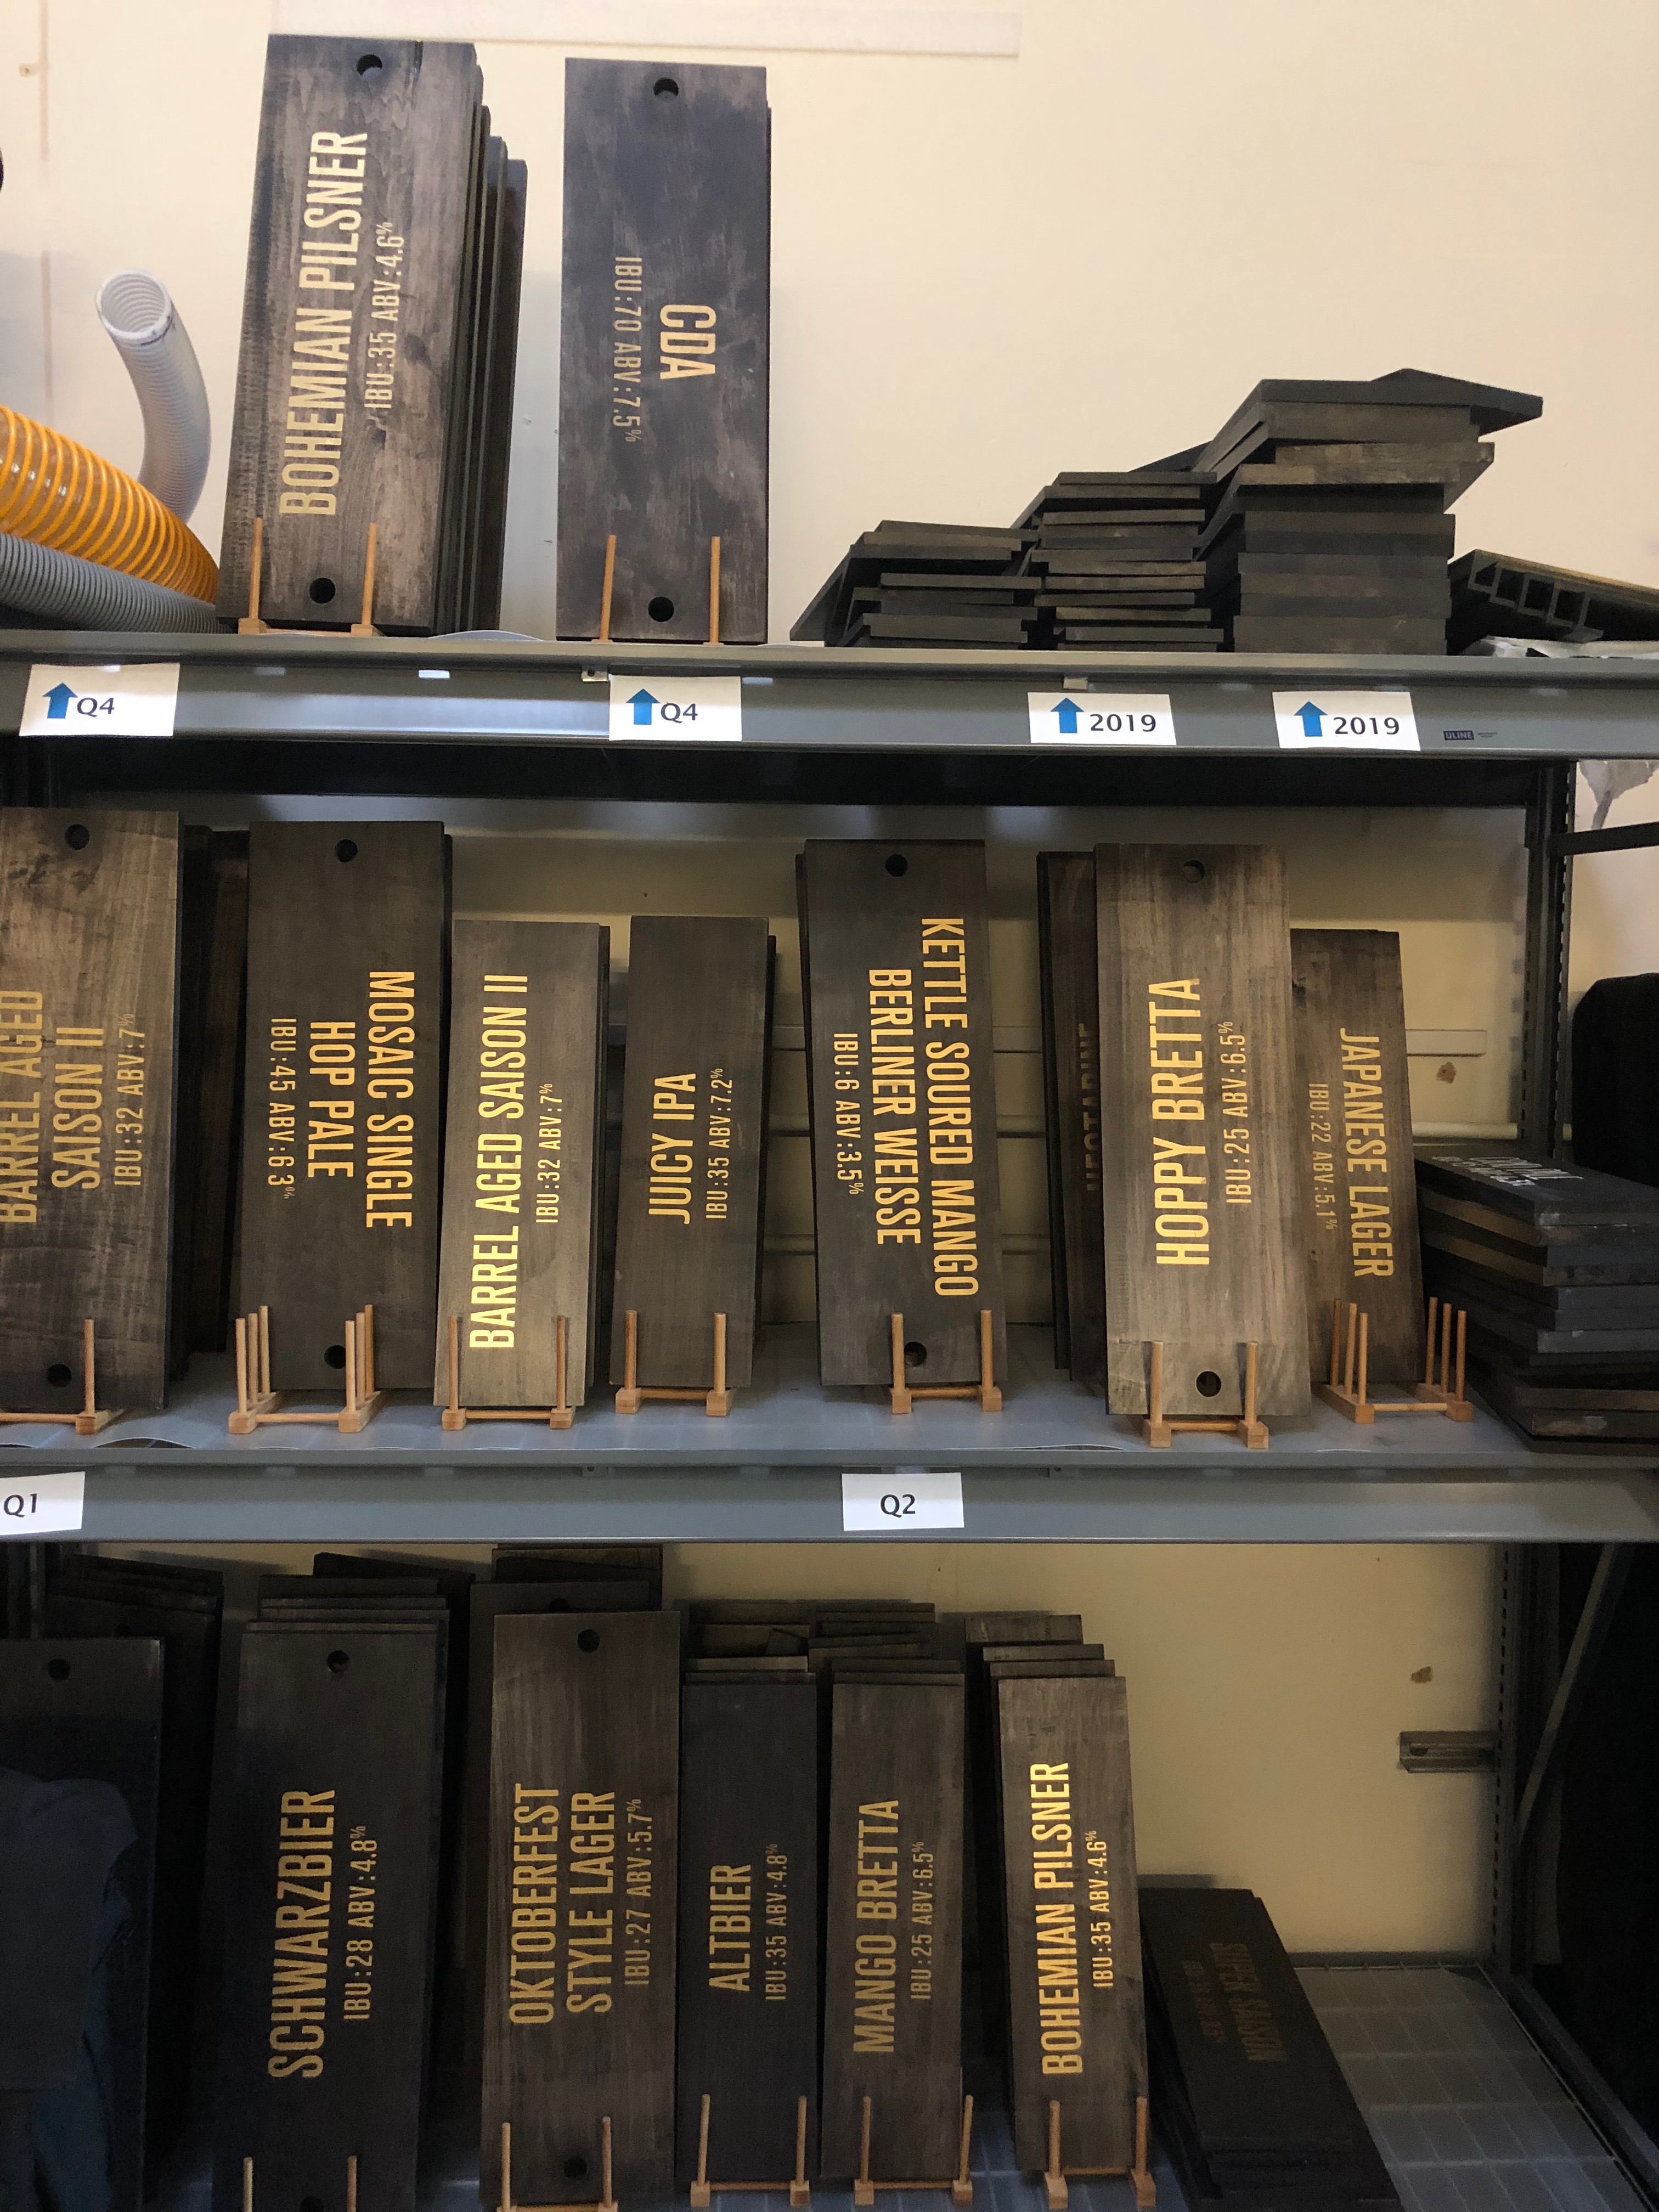 BOHEMIAN PILSNER
IBU:35 ABV:4.6%
CDA
IBU:70 ABV:7.5%
Q4
Q4
2019
2019
ULINE
BARREL AGED
SAISON II
IBU:32 ABV:7%
MOSAIC SINGLE
HOP PALE
IBU:45 ABV:6.3%
BARREL AGED SAISON II
IBU:32 ABV:7%
JUICY IPA
IBU:35 ABV:7.2%
KETTLE SOURED MANGO
BERLINER WEISSE
IBU:6 ABV:3.5%
NECTARINE
HOPPY BRETTA
IBU:25 ABV:6.5%
JAPANESE LAGER
IBU:22 ABV:5.1%
Q1
Q2
SCHWARZBIER
IBU:28 ABV:4.8%
OKTOBERFEST
STYLE LAGER
IBU:27 ABV:5.7%
ALTBIER
IBU:35 ABV:4.8%
MANGO BRETTA
IBU:25 ABV:6.5%
BOHEMIAN PILSNER
IBU:35 ABV:4.6%
SUPER SAISON